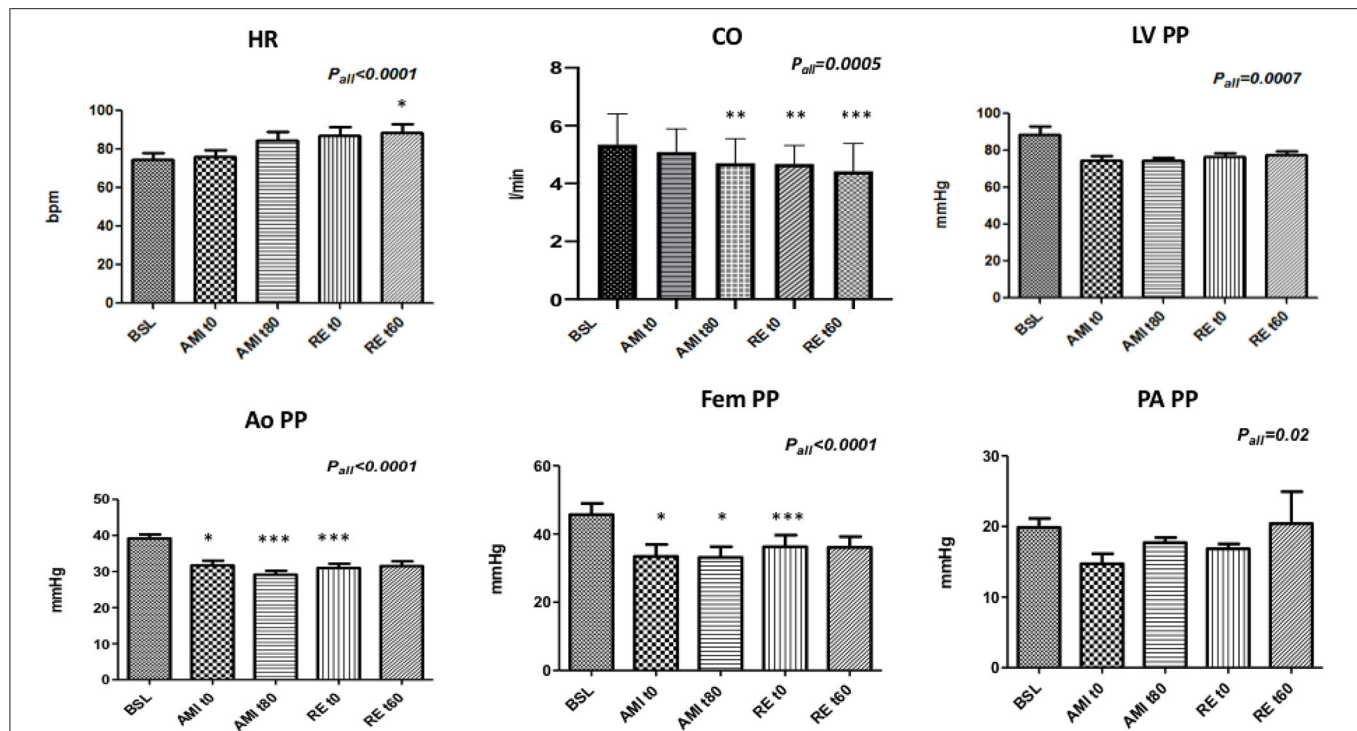 HR
P_all<0.0001
100
80
60
40
20
0
bpm
*
BSL
AMI t0
AMI t80
RE t0
RE t60
CO
P_all=0.0005
8
6
4
2
0
l/min
** ** ***
BSL
AMI t0
AMI t80
RE t0
RE t60
LV PP
P_all=0.0007
100
80
60
40
20
0
mmHg
BSL
AMI t0
AMI t80
RE t0
RE t60
Ao PP
P_all<0.0001
50
40
30
20
10
0
mmHg
* *** ***
BSL
AMI t0
AMI t80
RE t0
RE t60
Fem PP
P_all<0.0001
60
40
20
0
mmHg
* * ***
BSL
AMI t0
AMI t80
RE t0
RE t60
PA PP
P_all=0.02
30
20
10
0
mmHg
BSL
AMI t0
AMI t80
RE t0
RE t60